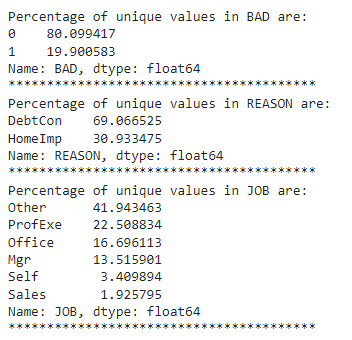 Percentage of unique values in BAD are:
0    80.099417
1    19.900583
Name: BAD, dtype: float64
****************************************
Percentage of unique values in REASON are:
DebtCon    69.066525
HomeImp    30.933475
Name: REASON, dtype: float64
****************************************
Percentage of unique values in JOB are:
Other      41.943463
ProfExe    22.508834
Office     16.696113
Mgr        13.515901
Self        3.409894
Sales       1.925795
Name: JOB, dtype: float64
****************************************